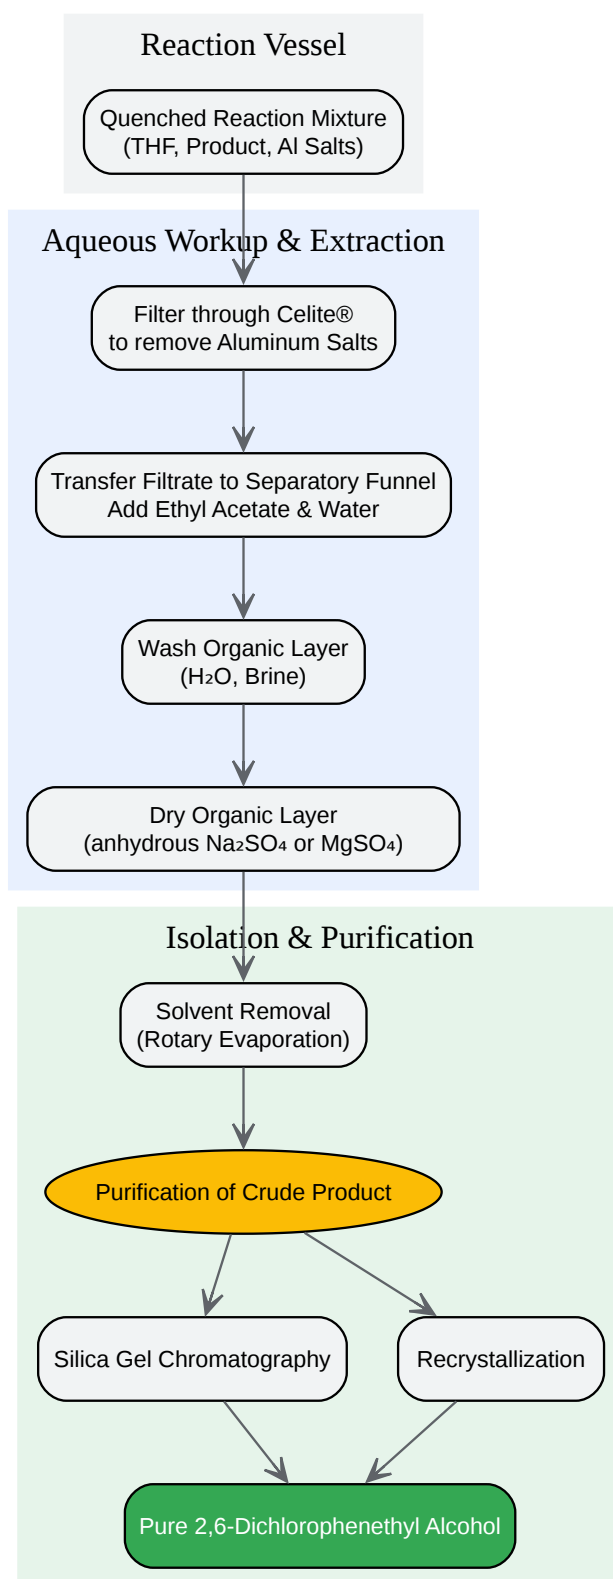 Reaction Vessel
Quenched Reaction Mixture
(THF, Product, Al Salts)
Aqueous Workup & Extraction
Filter through Celite®
to remove Aluminum Salts
Transfer Filtrate to Separatory Funnel
Add Ethyl Acetate & Water
Wash Organic Layer
(H₂O, Brine)
Dry Organic Layer
(anhydrous Na₂SO₄ or MgSO₄)
Isolation & Purification
Solvent Removal
(Rotary Evaporation)
Purification of Crude Product
Silica Gel Chromatography
Recrystallization
Pure 2,6-Dichlorophenethyl Alcohol